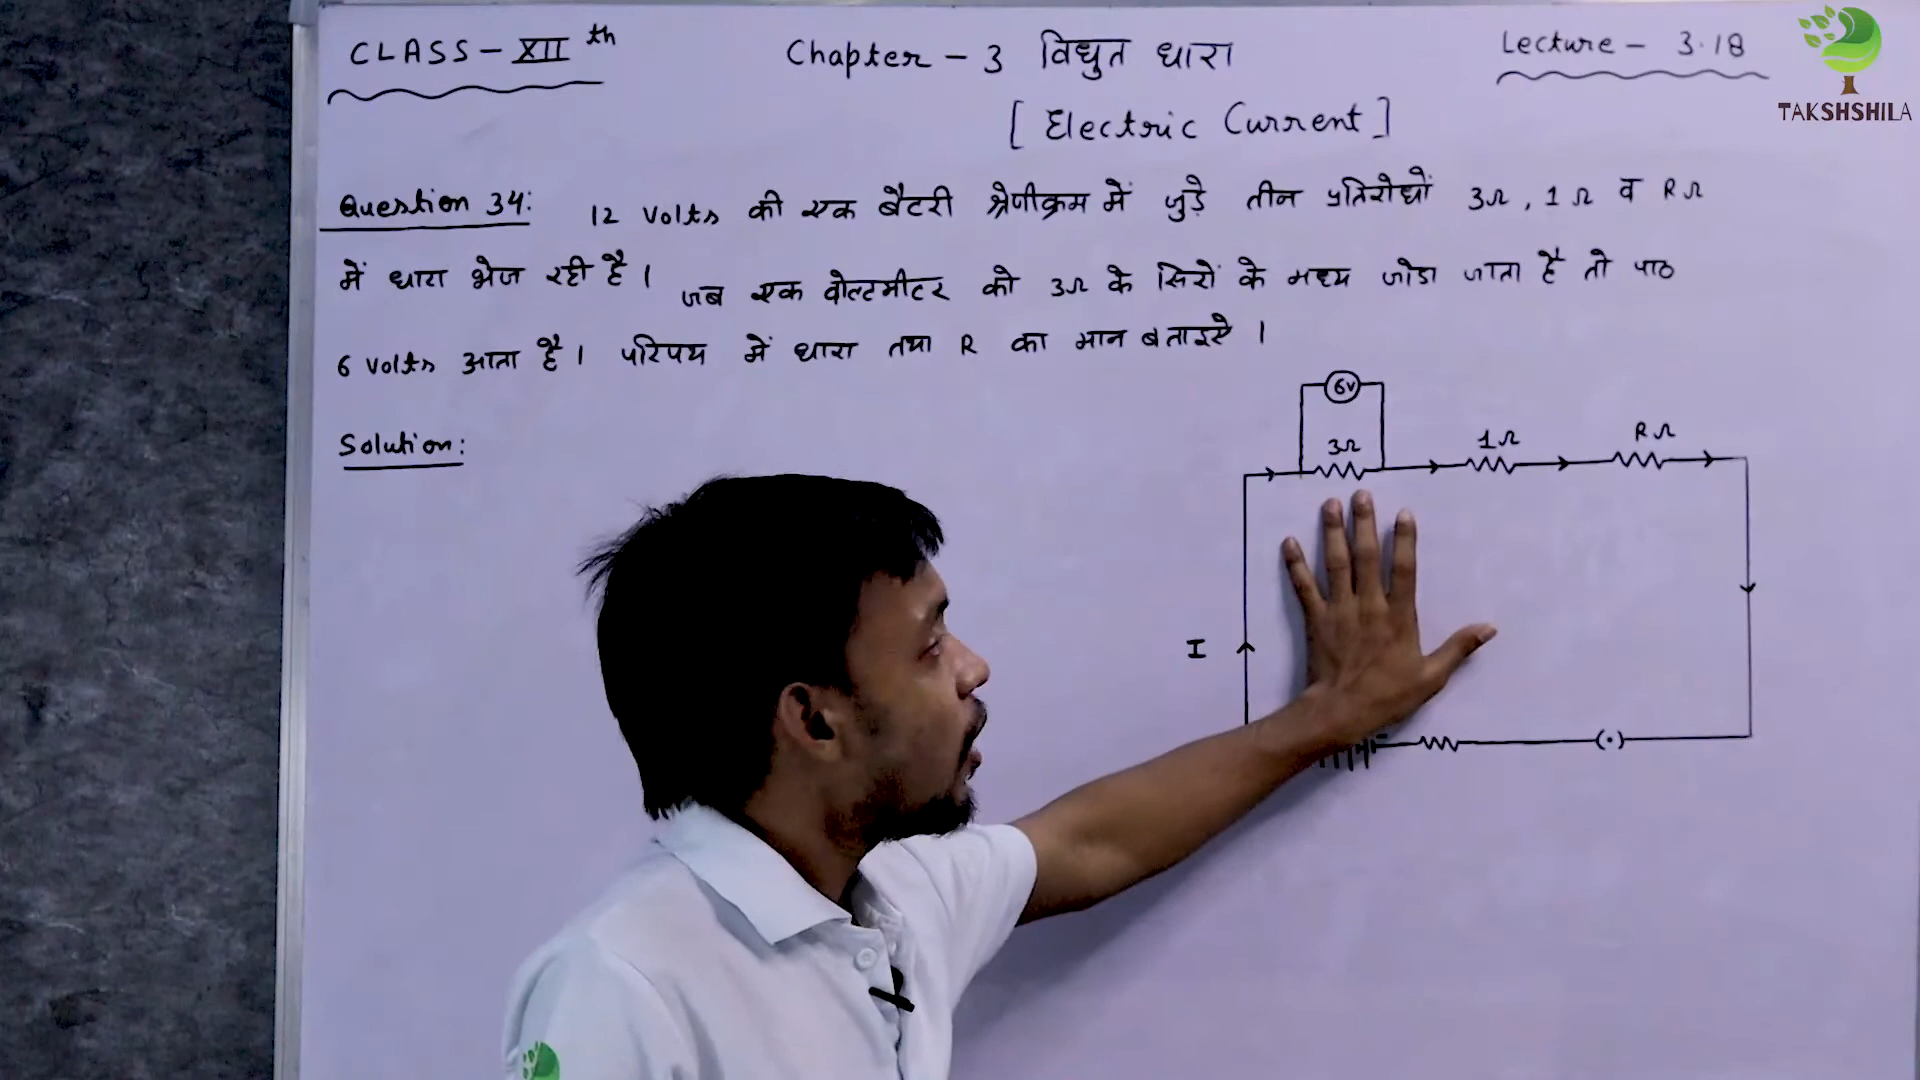 CLASS - XII th
Chapter - 3 विधुत धारा
[ Electric Current ]
Lecture - 3.18
TAKSHSHILA
Question 34: 12 Volts की एक बैटरी श्रेणीक्रम में जुड़े तीन प्रतिरोधों 3Ω, 1Ω व RΩ
में धारा भेज रही है। जब एक वोल्टमीटर को 3Ω के सिरों के मध्य जोडा जाता है तो पाठ
6 Volts आता है। परिपथ में धारा तथा R का मान बताइये।
Solution:
6V
3Ω
1Ω
RΩ
I